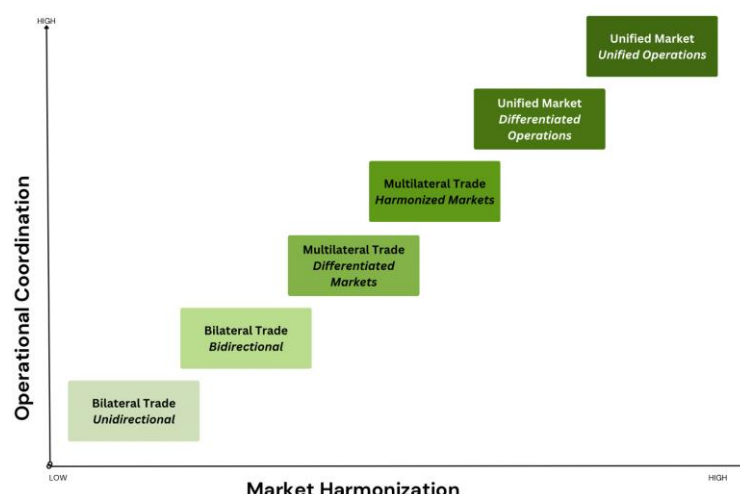 HIGH
Unified Market
Unified Operations
Unified Market
Differentiated
Operations
Multilateral Trade
Harmonized Markets
Multilateral Trade
Differentiated
Markets
Bilateral Trade
Bidirectional
Bilateral Trade
Unidirectional
Operational Coordination
LOW
HIGH
Market Harmonization